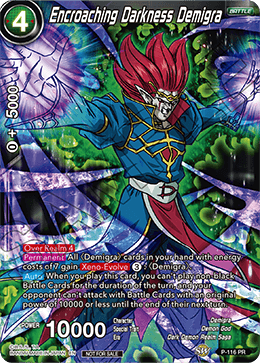 4
Encroaching Darkness Demigra
BATTLE
0 + 5000
Over Realm 4
Permanent All 《Demigra》 cards in your hand with energy
costs of 7 gain Xeno-Evolve 3 : 《Demigra》.
Auto When you play this card, you can't play non-black
Battle Cards for the duration of the turn, and your
opponent can't attack with Battle Cards with an original
power of 10000 or less until the end of their next turn.
POWER 10000
Character Demigra
Special Trait Demon God
Era Dark Demon Realm Saga
NOT FOR SALE
P-116 PR